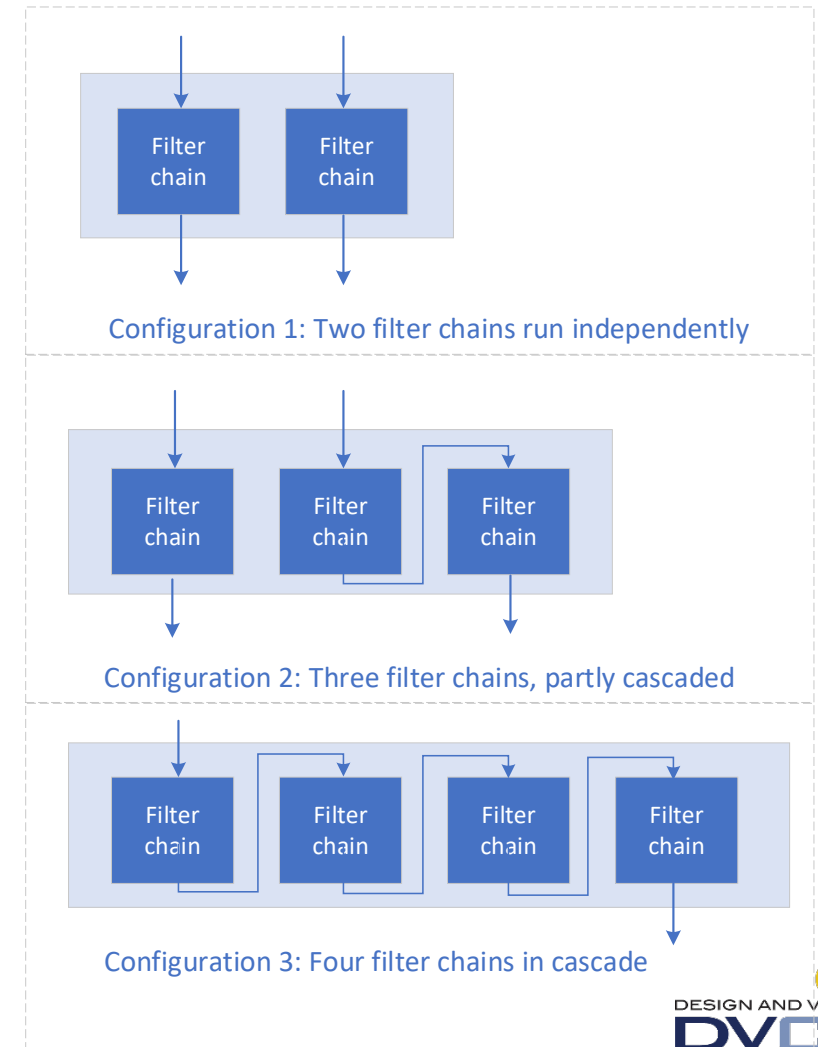 Filter
chain
Filter
chain
Configuration 1: Two filter chains run independently
Filter
chain
Filter
chain
Filter
chain
Configuration 2: Three filter chains, partly cascaded
Filter
chain
Filter
chain
Filter
chain
Filter
chain
Configuration 3: Four filter chains in cascade
DESIGN AND